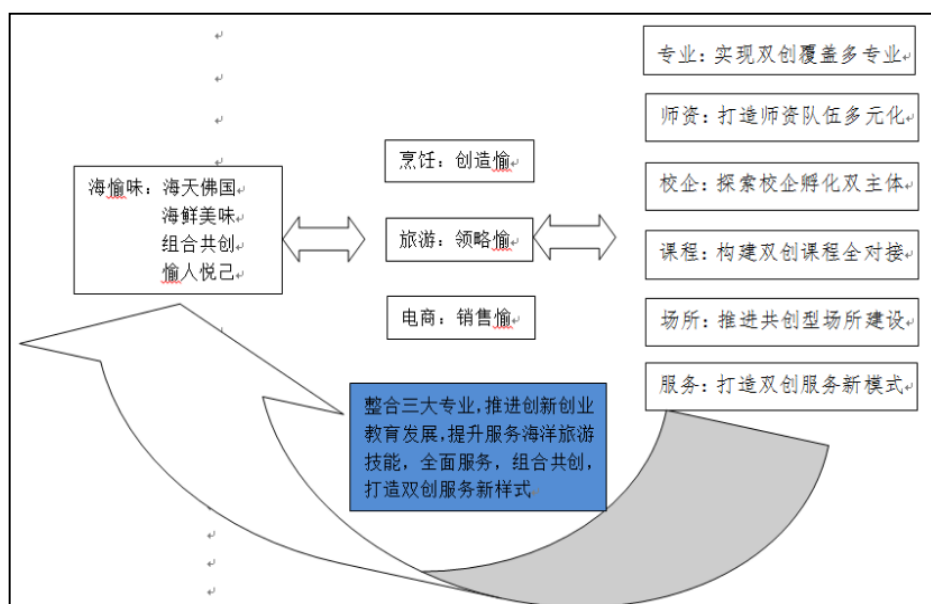 海愉味：海天佛国
海鲜美味
组合共创
愉人悦己
烹饪：创造愉
旅游：领略愉
电商：销售愉
专业：实现双创覆盖多专业
师资：打造师资队伍多元化
校企：探索校企孵化双主体
课程：构建双创课程全对接
场所：推进共创型场所建设
服务：打造双创服务新模式
整合三大专业，推进创新创业
教育发展，提升服务海洋旅游
技能，全面服务，组合共创，
打造双创服务新样式